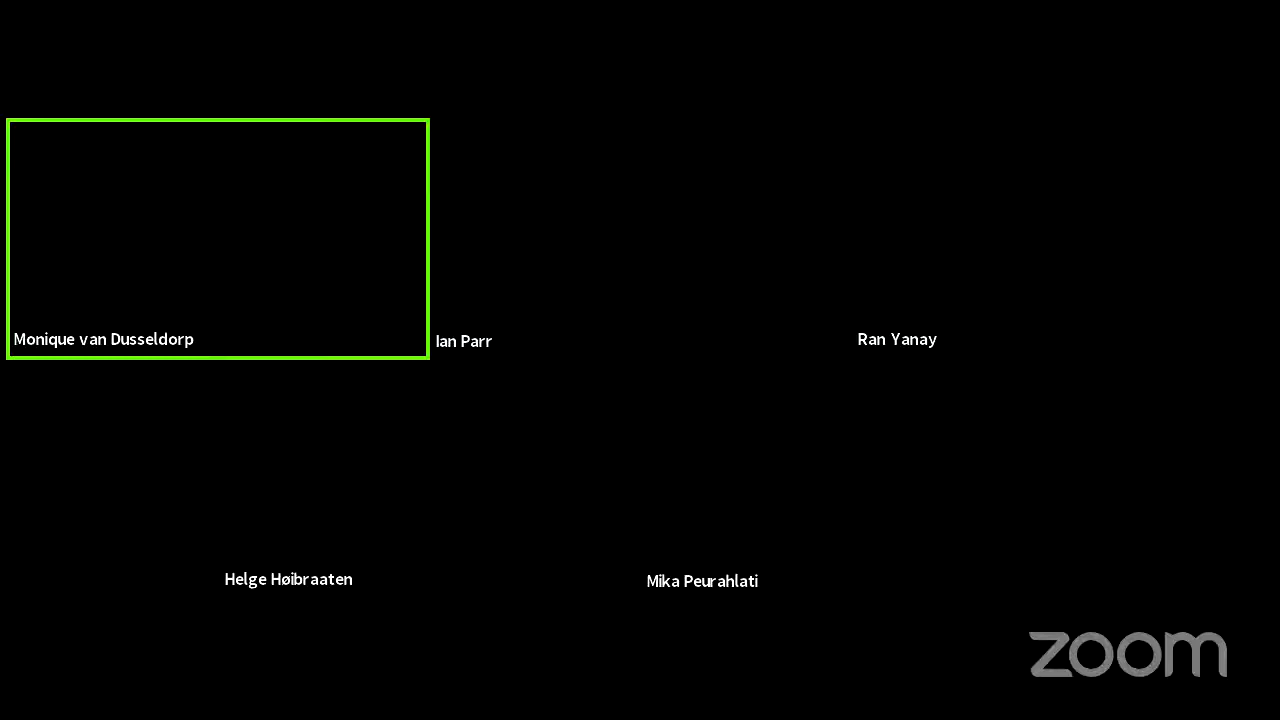 Monique van Dusseldorp
Ian Parr
Ran Yanay
Helge Høibraaten
Mika Peurahlati
zoom